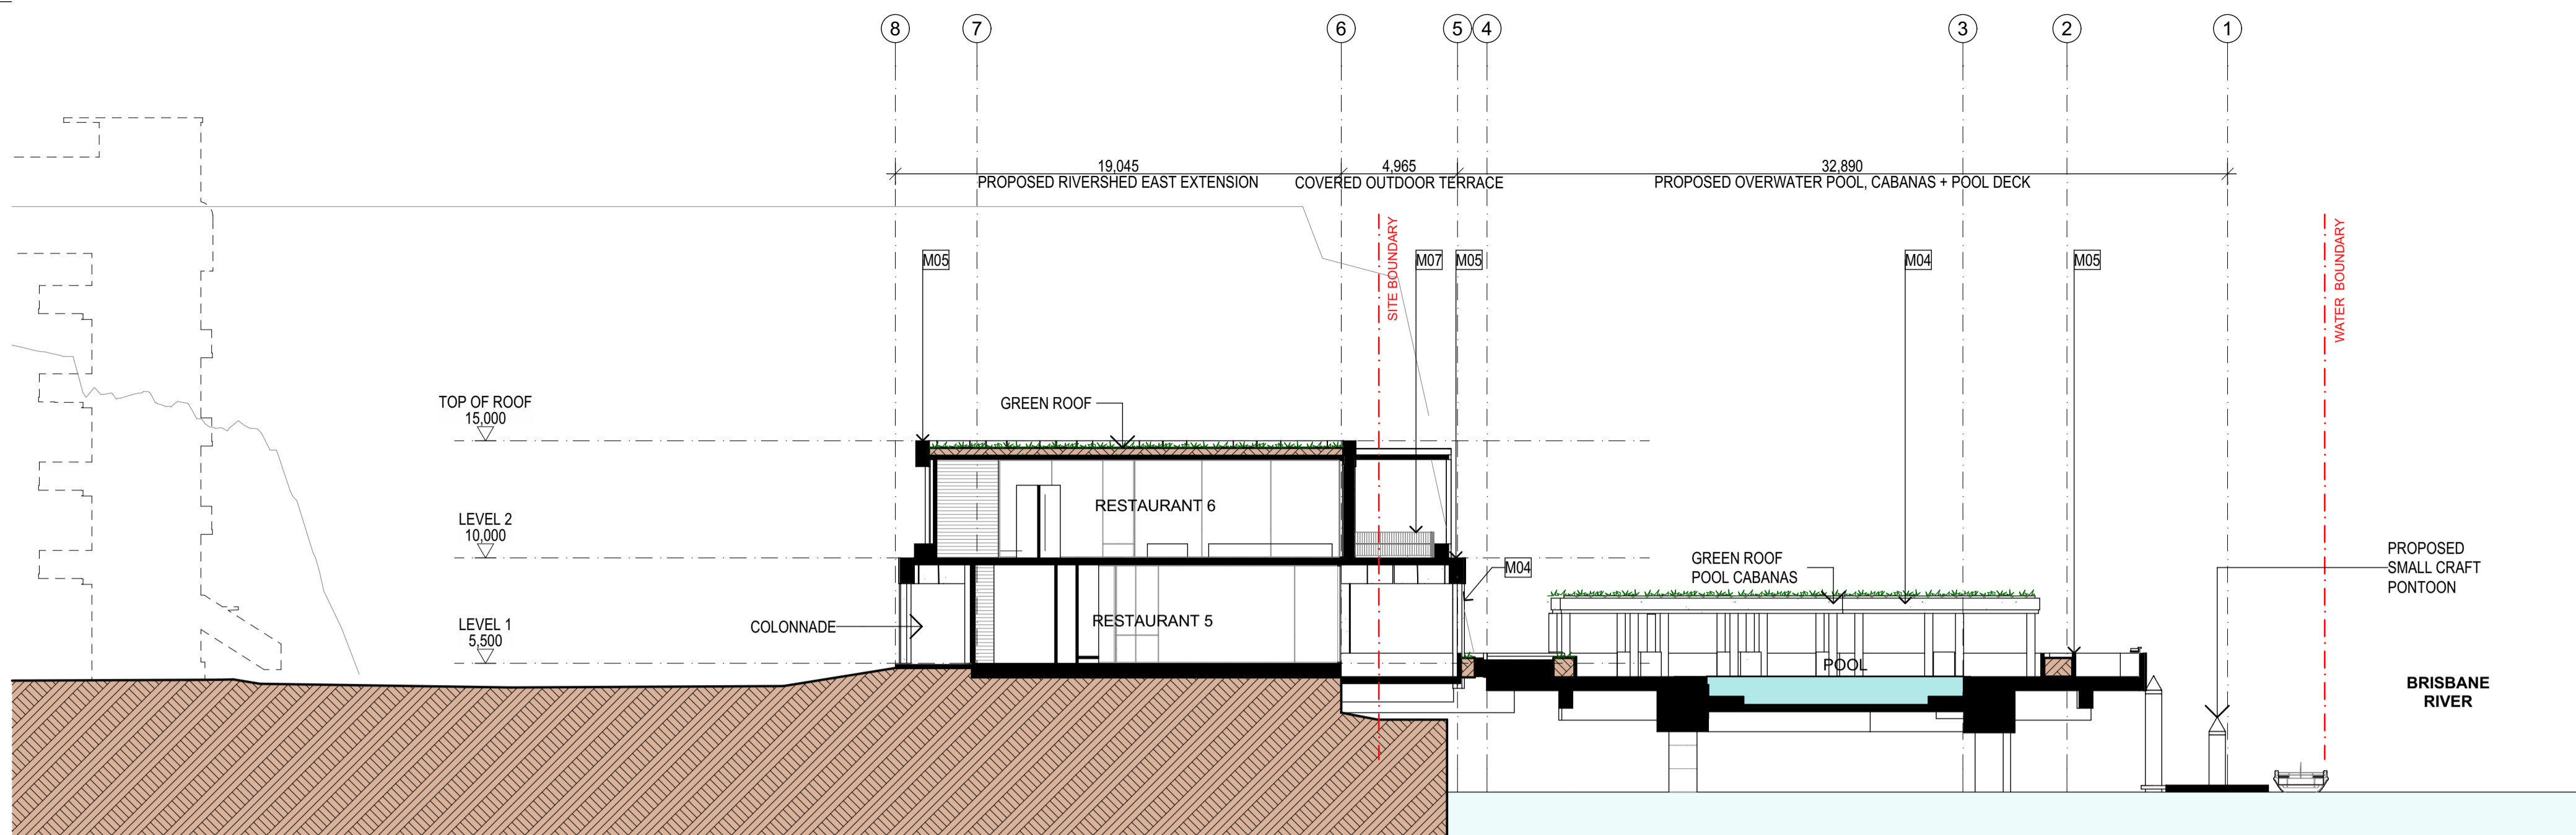 8 7 6 5 4 3 2 1
19,045 4,965 32,890
PROPOSED RIVERSHED EAST EXTENSION COVERED OUTDOOR TERRACE PROPOSED OVERWATER POOL, CABANAS + POOL DECK
SITE BOUNDARY
WATER BOUNDARY
M05 M07 M05 M04 M05
TOP OF ROOF
15,000
GREEN ROOF
RESTAURANT 6
LEVEL 2
10,000
M04
GREEN ROOF
POOL CABANAS
PROPOSED
SMALL CRAFT
PONTOON
LEVEL 1
5,500
COLONNADE
RESTAURANT 5
POOL
BRISBANE
RIVER